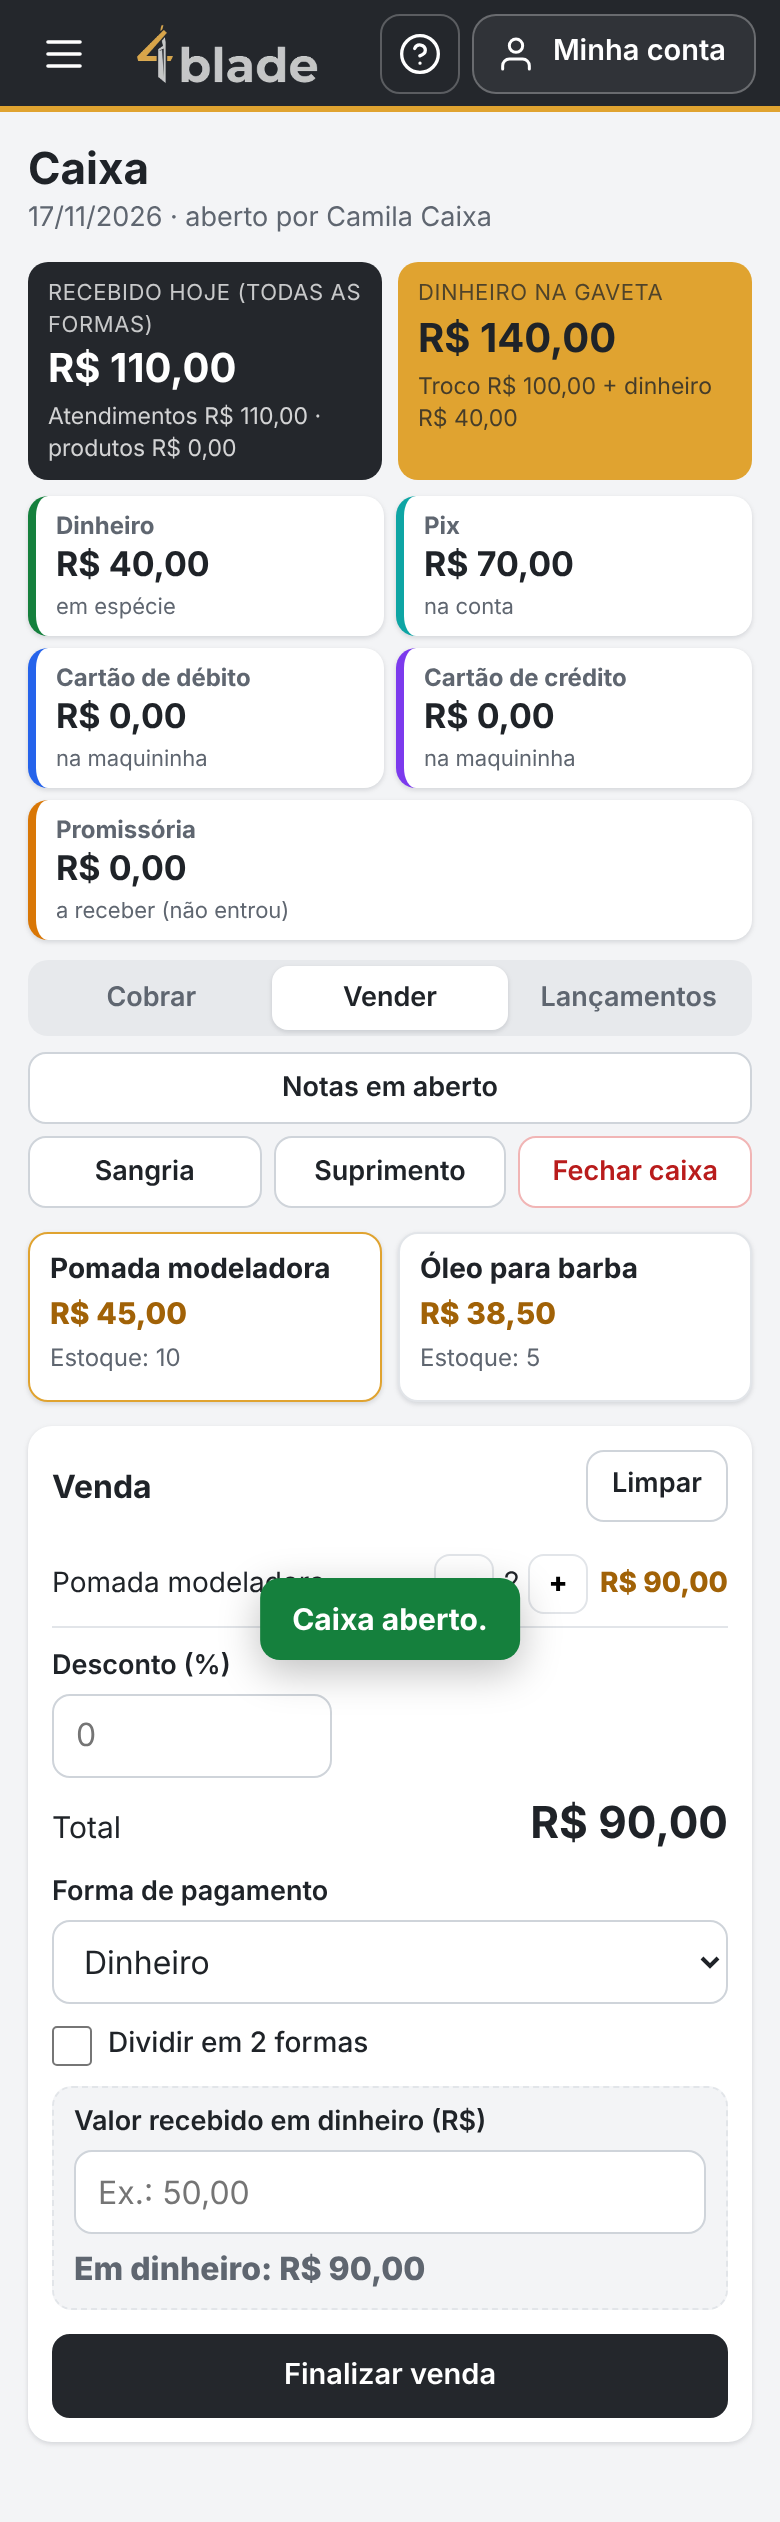 4blade
Minha conta
Caixa
17/11/2026 · aberto por Camila Caixa
RECEBIDO HOJE (TODAS AS
FORMAS)
R$ 110,00
Atendimentos R$ 110,00 ·
produtos R$ 0,00
DINHEIRO NA GAVETA
R$ 140,00
Troco R$ 100,00 + dinheiro
R$ 40,00
Dinheiro
R$ 40,00
em espécie
Pix
R$ 70,00
na conta
Cartão de débito
R$ 0,00
na maquininha
Cartão de crédito
R$ 0,00
na maquininha
Promissória
R$ 0,00
a receber (não entrou)
Cobrar Vender Lançamentos
Notas em aberto
Sangria Suprimento Fechar caixa
Pomada modeladora
R$ 45,00
Estoque: 10
Óleo para barba
R$ 38,50
Estoque: 5
Venda
Limpar
Pomada modeladora 2 + R$ 90,00
Caixa aberto.
Desconto (%)
0
Total R$ 90,00
Forma de pagamento
Dinheiro
Dividir em 2 formas
Valor recebido em dinheiro (R$)
Ex.: 50,00
Em dinheiro: R$ 90,00
Finalizar venda